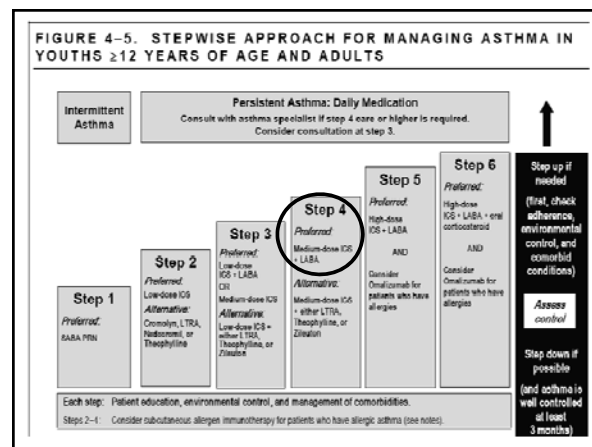 FIGURE 4–5. STEPWISE APPROACH FOR MANAGING ASTHMA IN
YOUTHS ≥12 YEARS OF AGE AND ADULTS
Intermittent
Asthma
Persistent Asthma: Daily Medication
Consult with asthma specialist if step 4 care or higher is required.
Consider consultation at step 3.
Step 1
Preferred:
SABA PRN
Step 2
Preferred:
Low-dose ICS
Alternative:
Cromolyn, LTRA,
Nedocromil, or
Theophylline
Step 3
Preferred:
Low-dose
ICS + LABA
OR
Medium-dose ICS
Alternative:
Low-dose ICS +
either LTRA,
Theophylline, or
Zileuton
Step 4
Preferred:
Medium-dose ICS
+ LABA
Alternative:
Medium-dose ICS
+ either LTRA,
Theophylline, or
Zileuton
Step 5
Preferred:
High-dose
ICS + LABA
AND
Consider
Omalizumab for
patients who have
allergies
Step 6
Preferred:
High-dose
ICS + LABA + oral
corticosteroid
AND
Consider
Omalizumab for
patients who have
allergies
Step up if
needed
(first, check
adherence,
environmental
control, and
comorbid
conditions)
Assess
control
Step down if
possible
(and asthma is
well controlled
at least
3 months)
Each step: Patient education, environmental control, and management of comorbidities.
Steps 2–4: Consider subcutaneous allergen immunotherapy for patients who have allergic asthma (see notes).